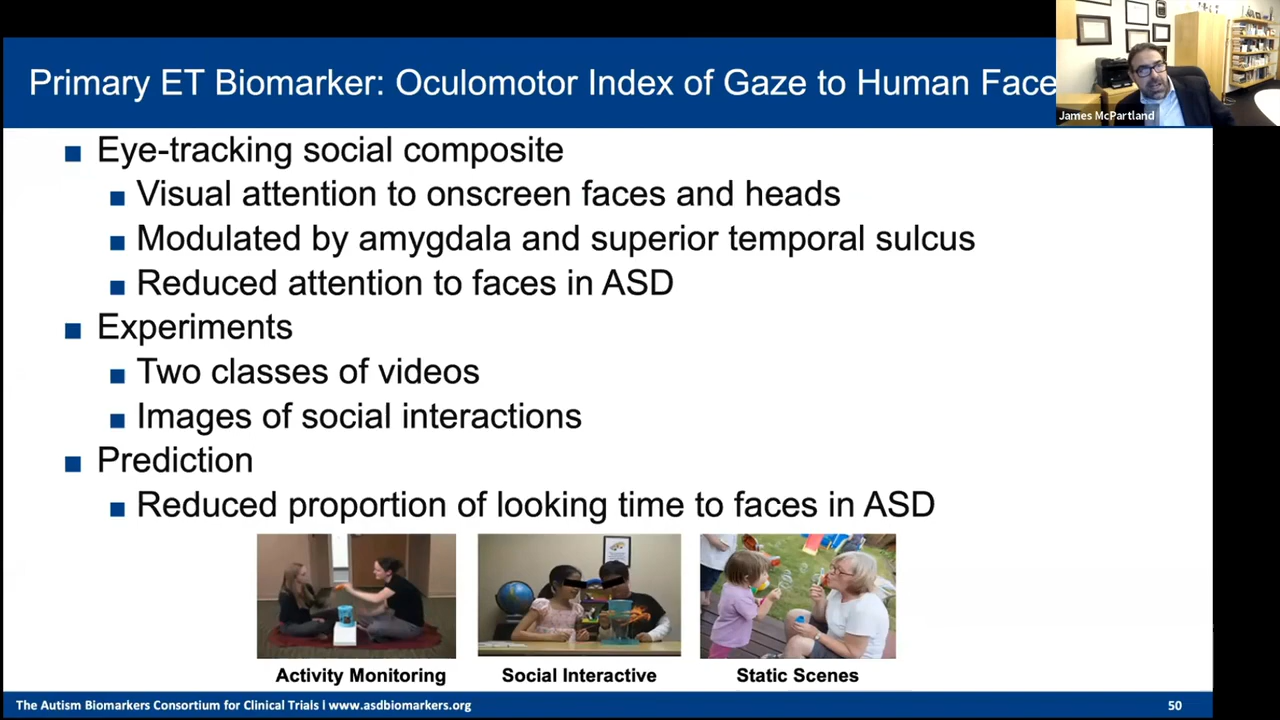 Primary ET Biomarker: Oculomotor Index of Gaze to Human Face
James McPartland
Eye-tracking social composite
Visual attention to onscreen faces and heads
Modulated by amygdala and superior temporal sulcus
Reduced attention to faces in ASD
Experiments
Two classes of videos
Images of social interactions
Prediction
Reduced proportion of looking time to faces in ASD
Activity Monitoring
Social Interactive
Static Scenes
The Autism Biomarkers Consortium for Clinical Trials l www.asdbiomarkers.org
50